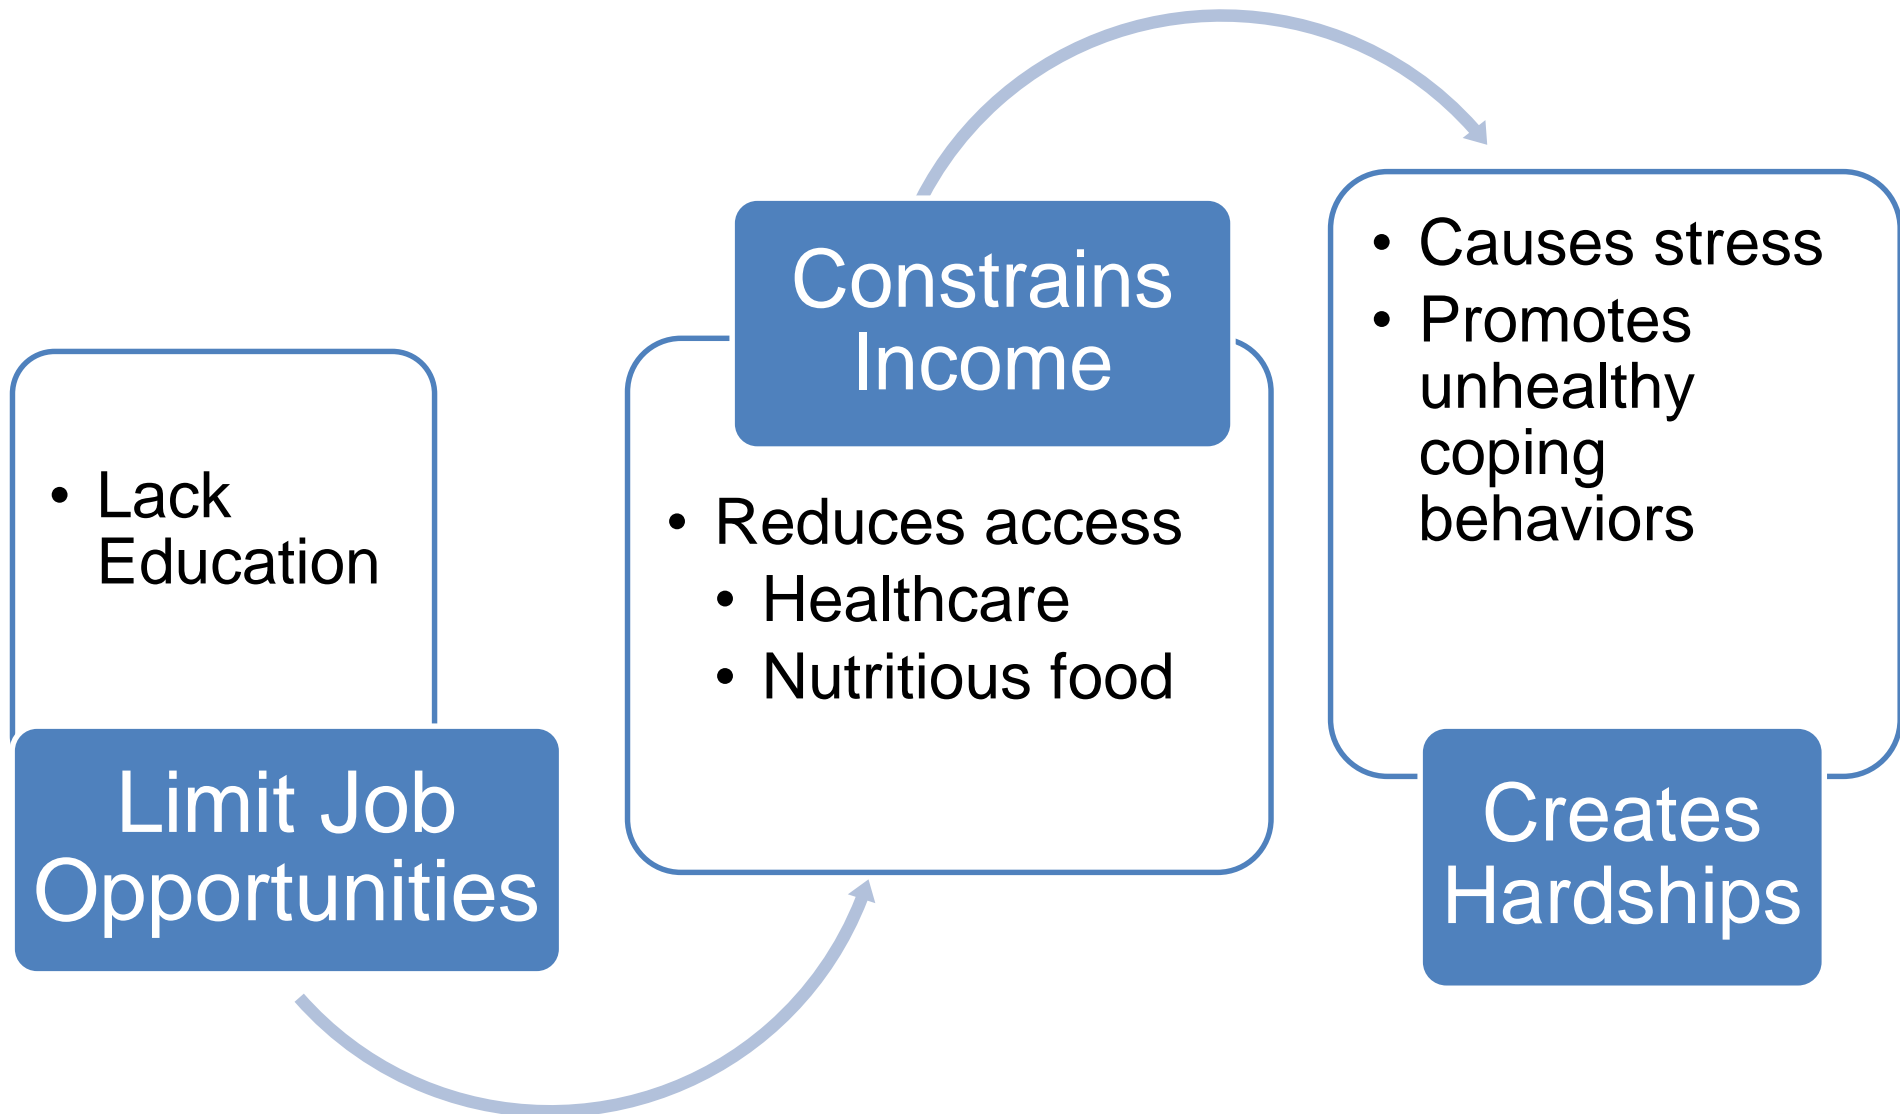 • Lack
Education
Limit Job
Opportunities
Constrains
Income
• Reduces access
• Healthcare
• Nutritious food
• Causes stress
• Promotes
unhealthy
coping
behaviors
Creates
Hardships